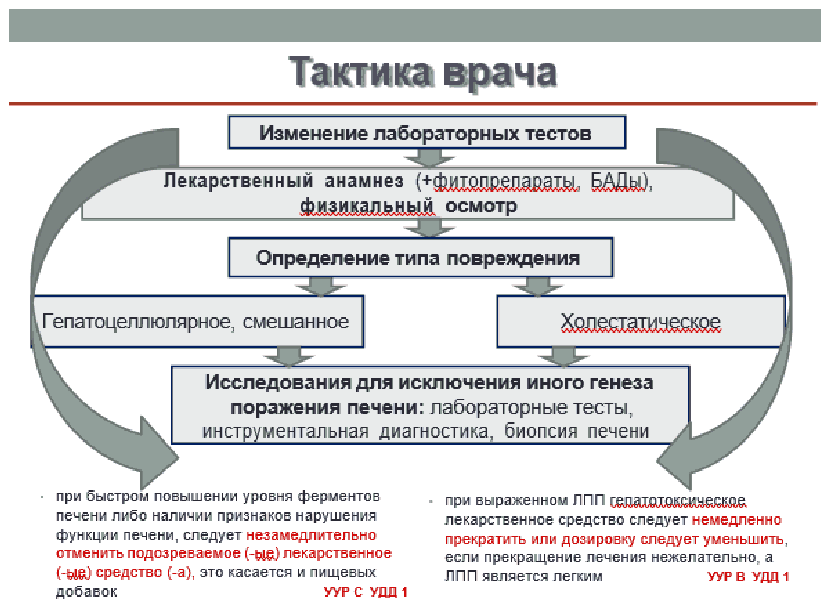 Тактика врача
Изменение лабораторных тестов
Лекарственный анамнез (+фитопрепараты, БАДы),
физикальный осмотр
Определение типа повреждения
Гепатоцеллюлярное, смешанное
Холестатическое
Исследования для исключения иного генеза
поражения печени: лабораторные тесты,
инструментальная диагностика, биопсия печени
• при быстром повышении уровня ферментов
печени либо наличии признаков нарушения
функции печени, следует незамедлительно
отменить подозреваемое (-ые) лекарственное
(-ые) средство (-а), это касается и пищевых
добавок УУР С УДД 1
• при выраженном ЛПП гепатотоксическое
лекарственное средство следует немедленно
прекратить или дозировку следует уменьшить,
если прекращение лечения нежелательно, а
ЛПП является легким УУР В УДД 1